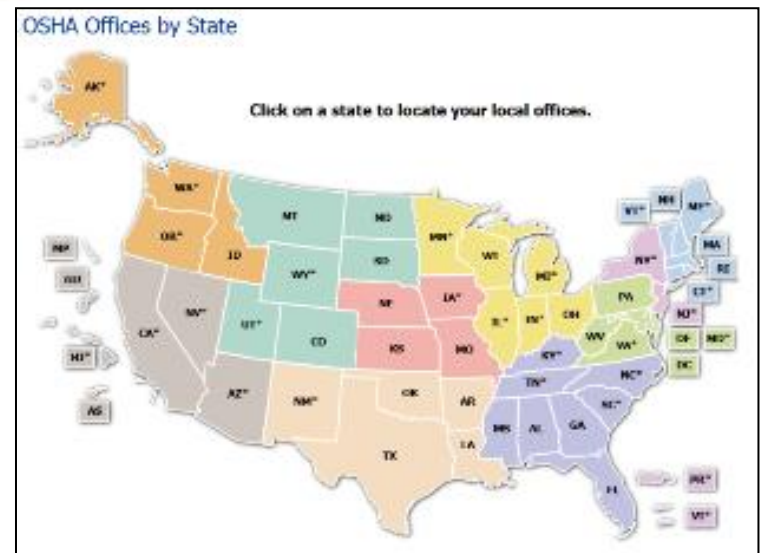 OSHA Offices by State
AK*
Click on a state to locate your local offices.
WA*
OR*
ID
MT
ND
SD
WY*
MN*
WI
MI*
VT*
NH
ME*
MA
RI
CT*
NY*
NJ*
PA
DE
MD*
DC
MP
GU
HI*
AS
CA*
NV*
UT*
CO
AZ*
NM*
NE
KS
IA*
MO
IL*
IN*
OH
WV
VA*
KY*
TN*
NC*
SC*
OK
AR
TX
LA
MS
AL
GA
FL
PR*
VI*